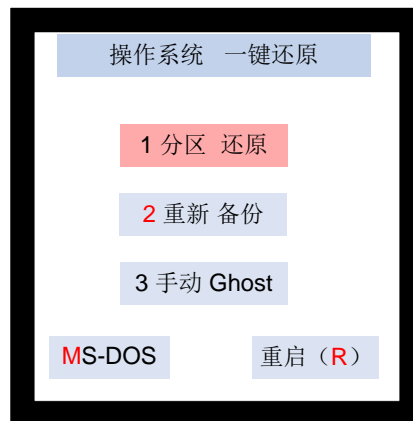 操作系统 一键还原
1 分区 还原
2 重新 备份
3 手动 Ghost
MS-DOS 重启（R）